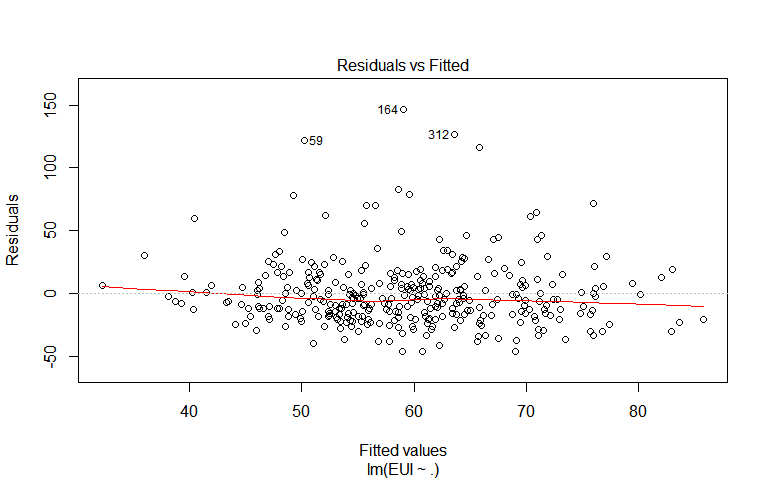 Residuals vs Fitted
Residuals
150
100
50
0
-50
164
312
59
40 50 60 70 80
Fitted values
lm(EUI ~ .)